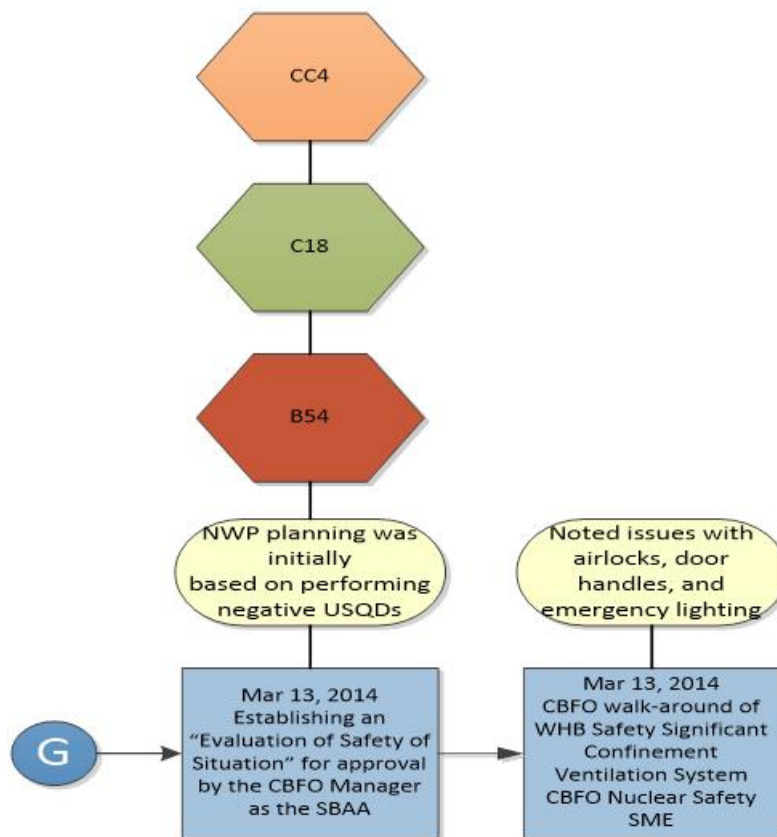 CC4
C18
B54
NWP planning was
initially
based on performing
negative USQDs
Noted issues with
airlocks, door
handles, and
emergency lighting
G
Mar 13, 2014
Establishing an
“Evaluation of Safety of
Situation” for approval
by the CBFO Manager
as the SBAA
Mar 13, 2014
CBFO walk-around of
WHB Safety Significant
Confinement
Ventilation System
CBFO Nuclear Safety
SME